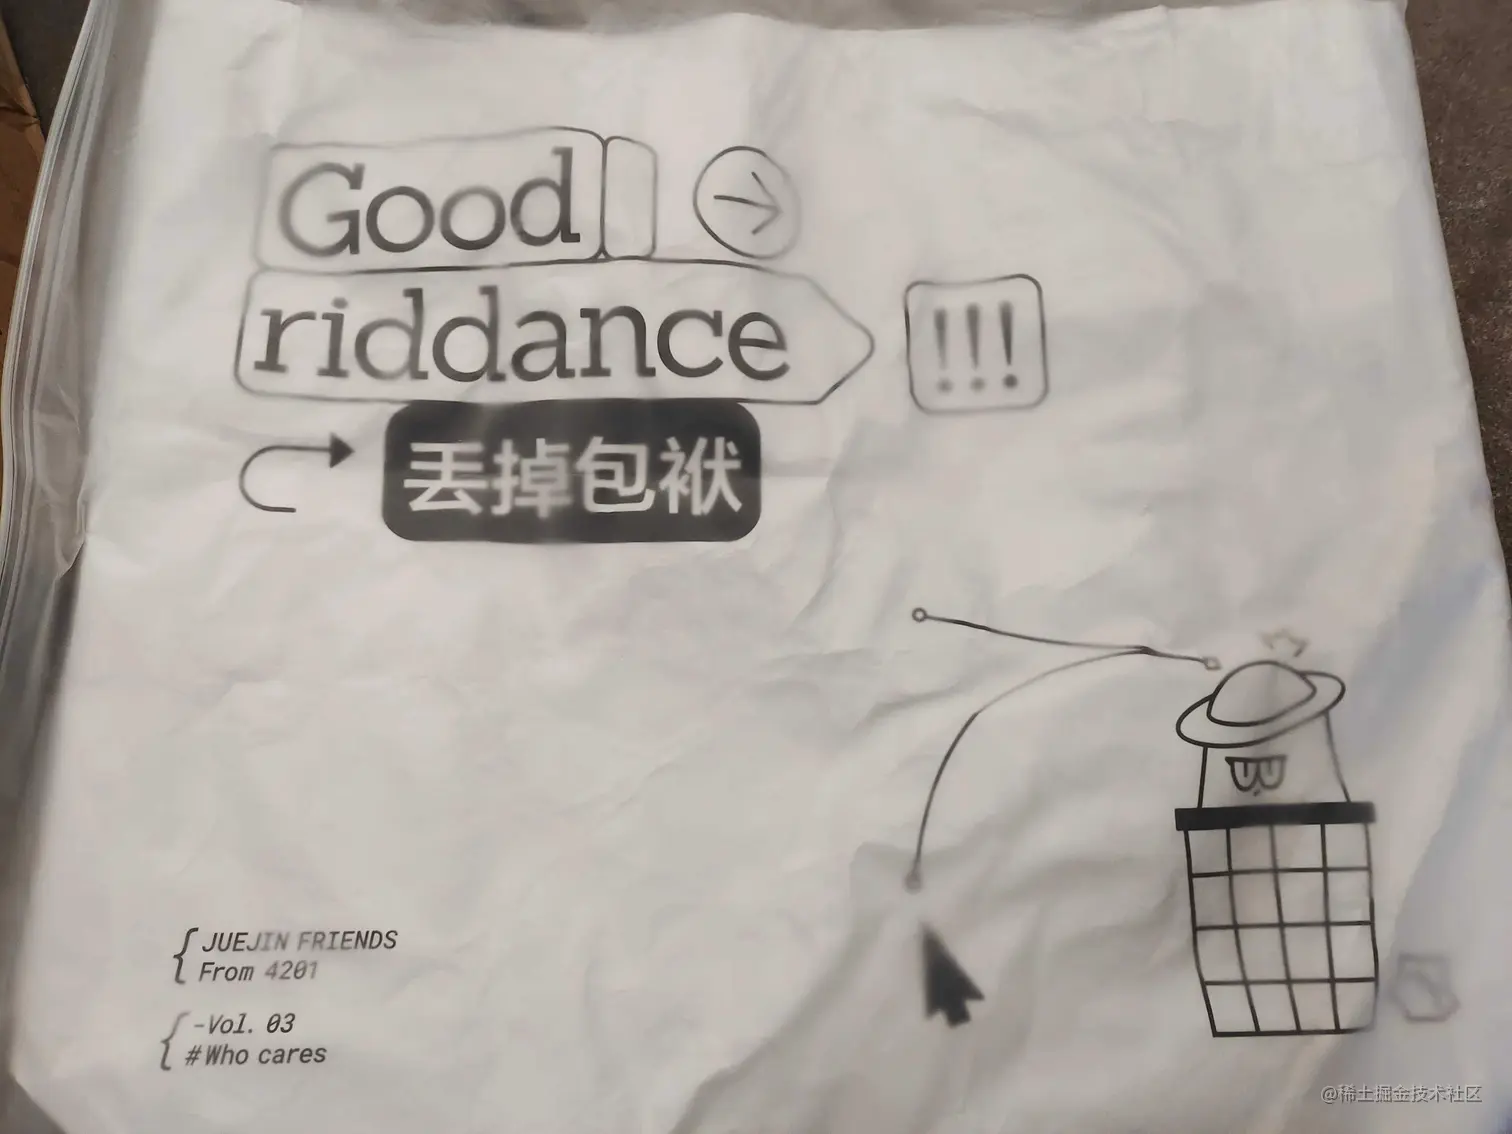 Good
riddance !!!
丢掉包袱
JUEJIN FRIENDS
From 4201
-Vol. 03
#Who cares
@稀土掘金技术社区